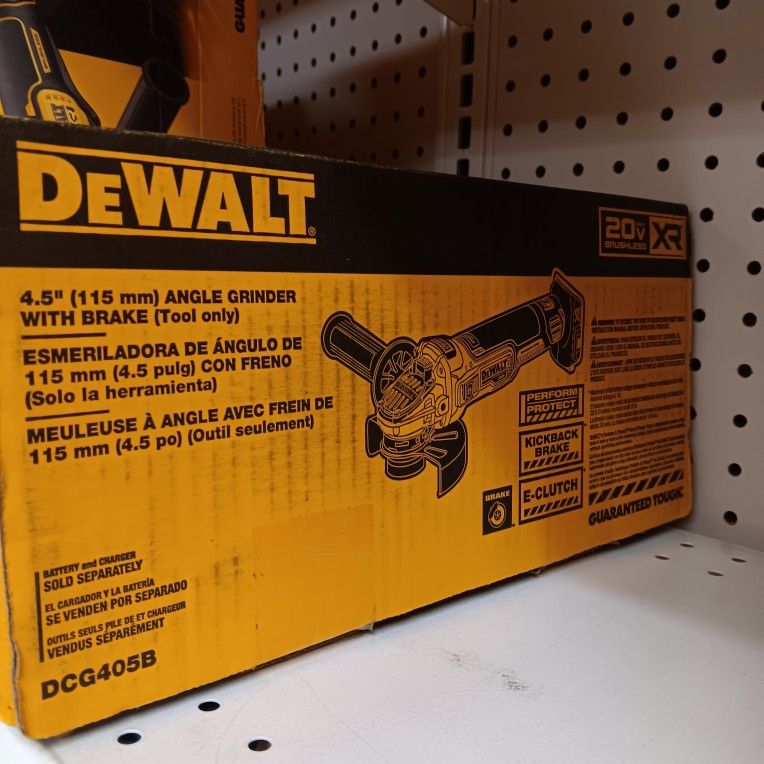 DEWALT®
20V
BRUSHLESS
XR
4.5" (115 mm) ANGLE GRINDER
WITH BRAKE (Tool only)
ESMERILADORA DE ÁNGULO DE
115 mm (4.5 pulg) CON FRENO
(Solo la herramienta)
MEULEUSE À ANGLE AVEC FREIN DE
115 mm (4.5 po) (Outil seulement)
DEWALT
PERFORM
PROTECT
KICKBACK
BRAKE
E-CLUTCH
BRAKE
GUARANTEED TOUGH®
BATTERY and CHARGER
SOLD SEPARATELY
EL CARGADOR Y LA BATERÍA
SE VENDEN POR SEPARADO
OUTILS SEULS PILE DE ET CHARGEUR
VENDUS SÉPARÉMENT
DCG405B